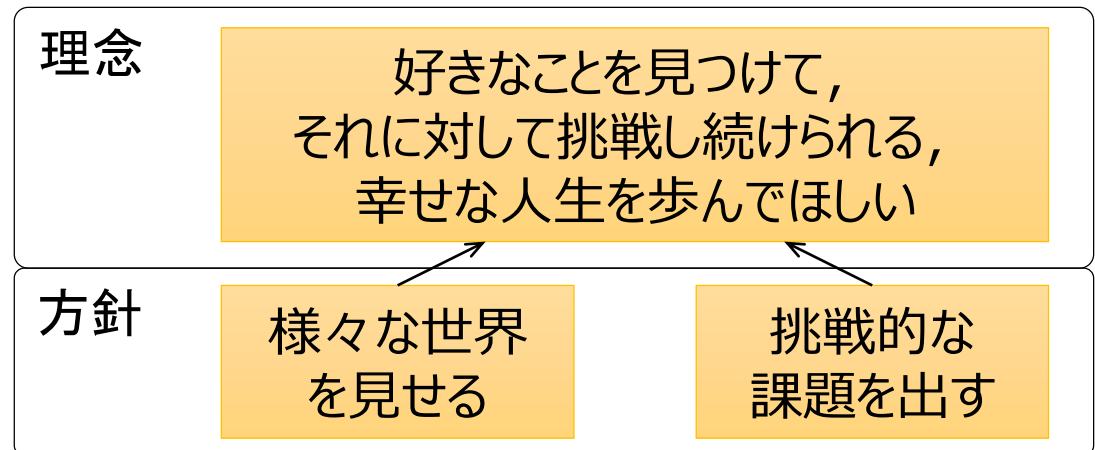 理念
好きなことを見つけて,
それに対して挑戦し続けられる,
幸せな人生を歩んでほしい
方針
様々な世界
を見せる
挑戦的な
課題を出す